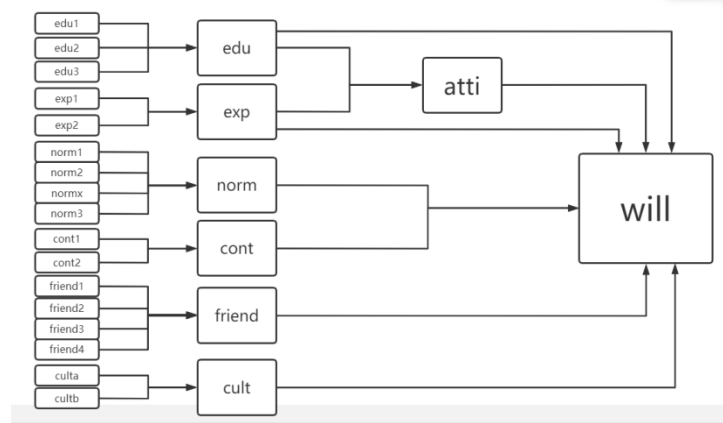 edu1
edu2
edu3
exp1
exp2
norm1
norm2
normx
norm3
cont1
cont2
friend1
friend2
friend3
friend4
culta
cultb
edu
exp
norm
cont
friend
cult
atti
will